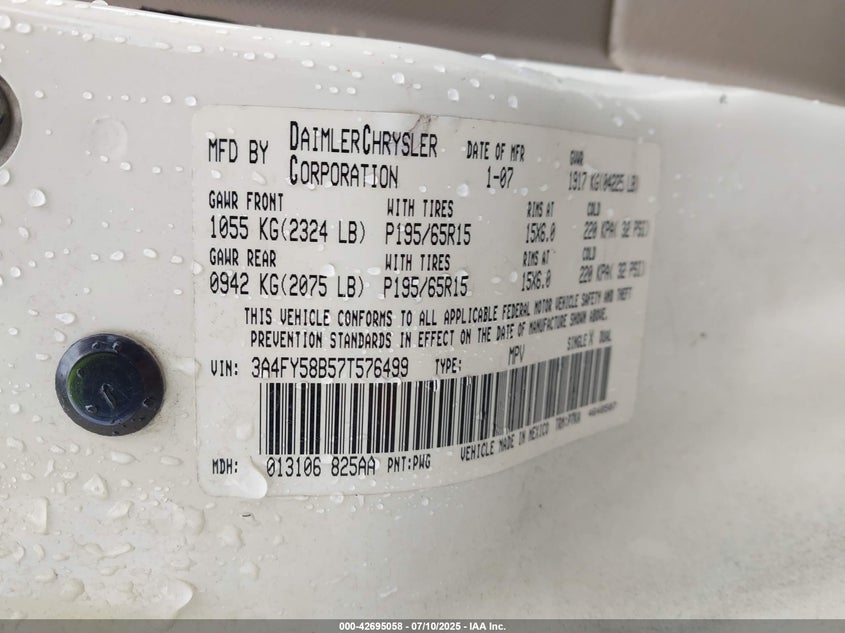 MFD BY DAIMLERCHRYSLER CORPORATION DATE OF MFR 1-07 GVWR 1917 KG(04225 LB)
GAWR FRONT WITH TIRES RIMS AT COLD
1055 KG(2324 LB) P195/65R15 15X6.0 220 KPA( 32 PSI)
GAWR REAR WITH TIRES RIMS AT COLD
0942 KG(2075 LB) P195/65R15 15X6.0 220 KPA( 32 PSI)
THIS VEHICLE CONFORMS TO ALL APPLICABLE FEDERAL MOTOR VEHICLE SAFETY AND THEFT
PREVENTION STANDARDS IN EFFECT ON THE DATE OF MANUFACTURE SHOWN ABOVE.
VIN: 3A4FY58B57T576499 TYPE: MPV SINGLE X DUAL
MDH: 013106 825AA PNT:PWG VEHICLE MADE IN MEXICO
000-42695058 - 07/10/2025 - IAA Inc.